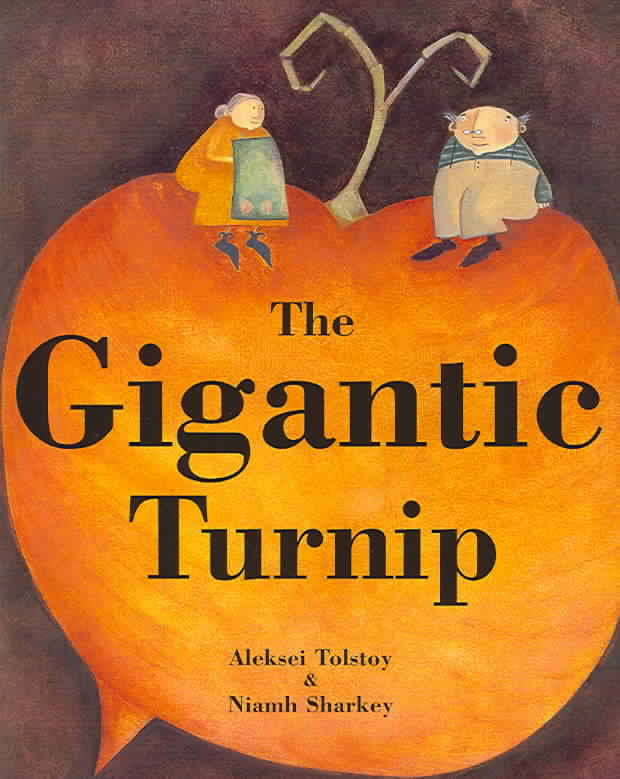 The
Gigantic
Turnip
Aleksei Tolstoy
&
Niamh Sharkey